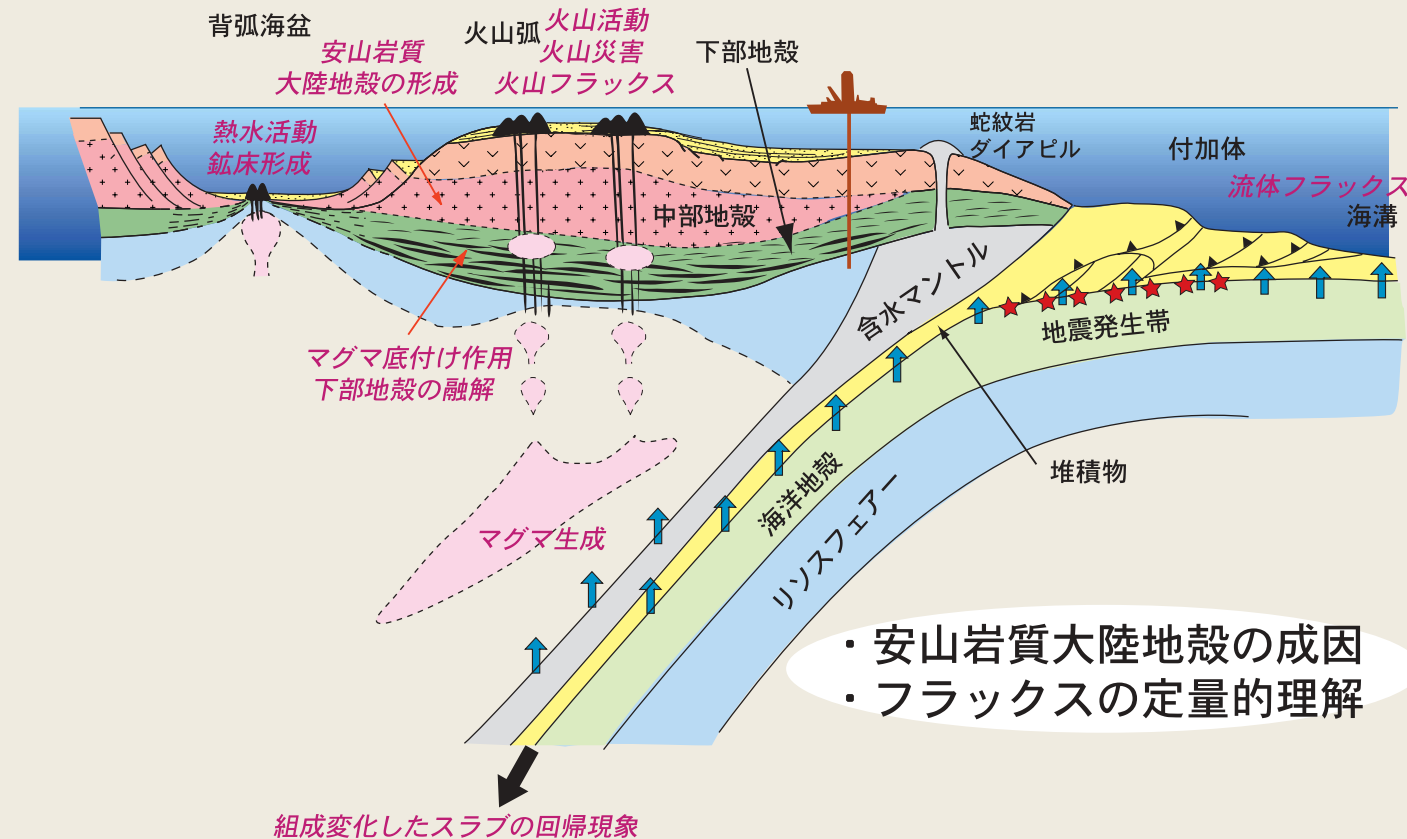 背弧海盆
安山岩質
大陸地殻の形成
火山弧
火山活動
火山災害
火山フラックス
下部地殻
熱水活動
鉱床形成
蛇紋岩
ダイアピル
付加体
流体フラックス
海溝
中部地殻
含水マントル
地震発生帯
マグマ底付け作用
下部地殻の融解
堆積物
海洋地殻
リソスフェアー
マグマ生成
・安山岩質大陸地殻の成因
・フラックスの定量的理解
組成変化したスラブの回帰現象